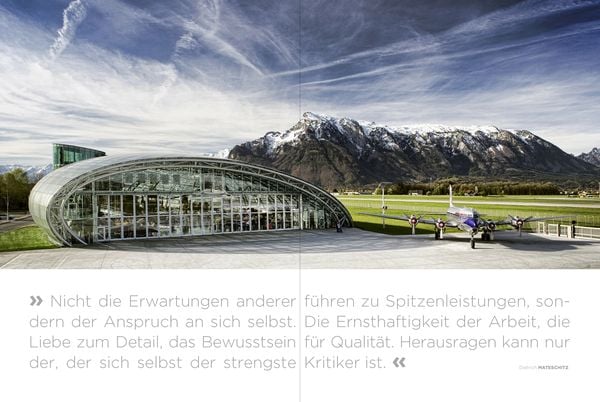 » Nicht die Erwartungen anderer führen zu Spitzenleistungen, son-
dern der Anspruch an sich selbst. Die Ernsthaftigkeit der Arbeit, die
Liebe zum Detail, das Bewusstsein für Qualität. Herausragen kann nur
der, der sich selbst der strengste Kritiker ist. «
Dietrich MATESCHITZ